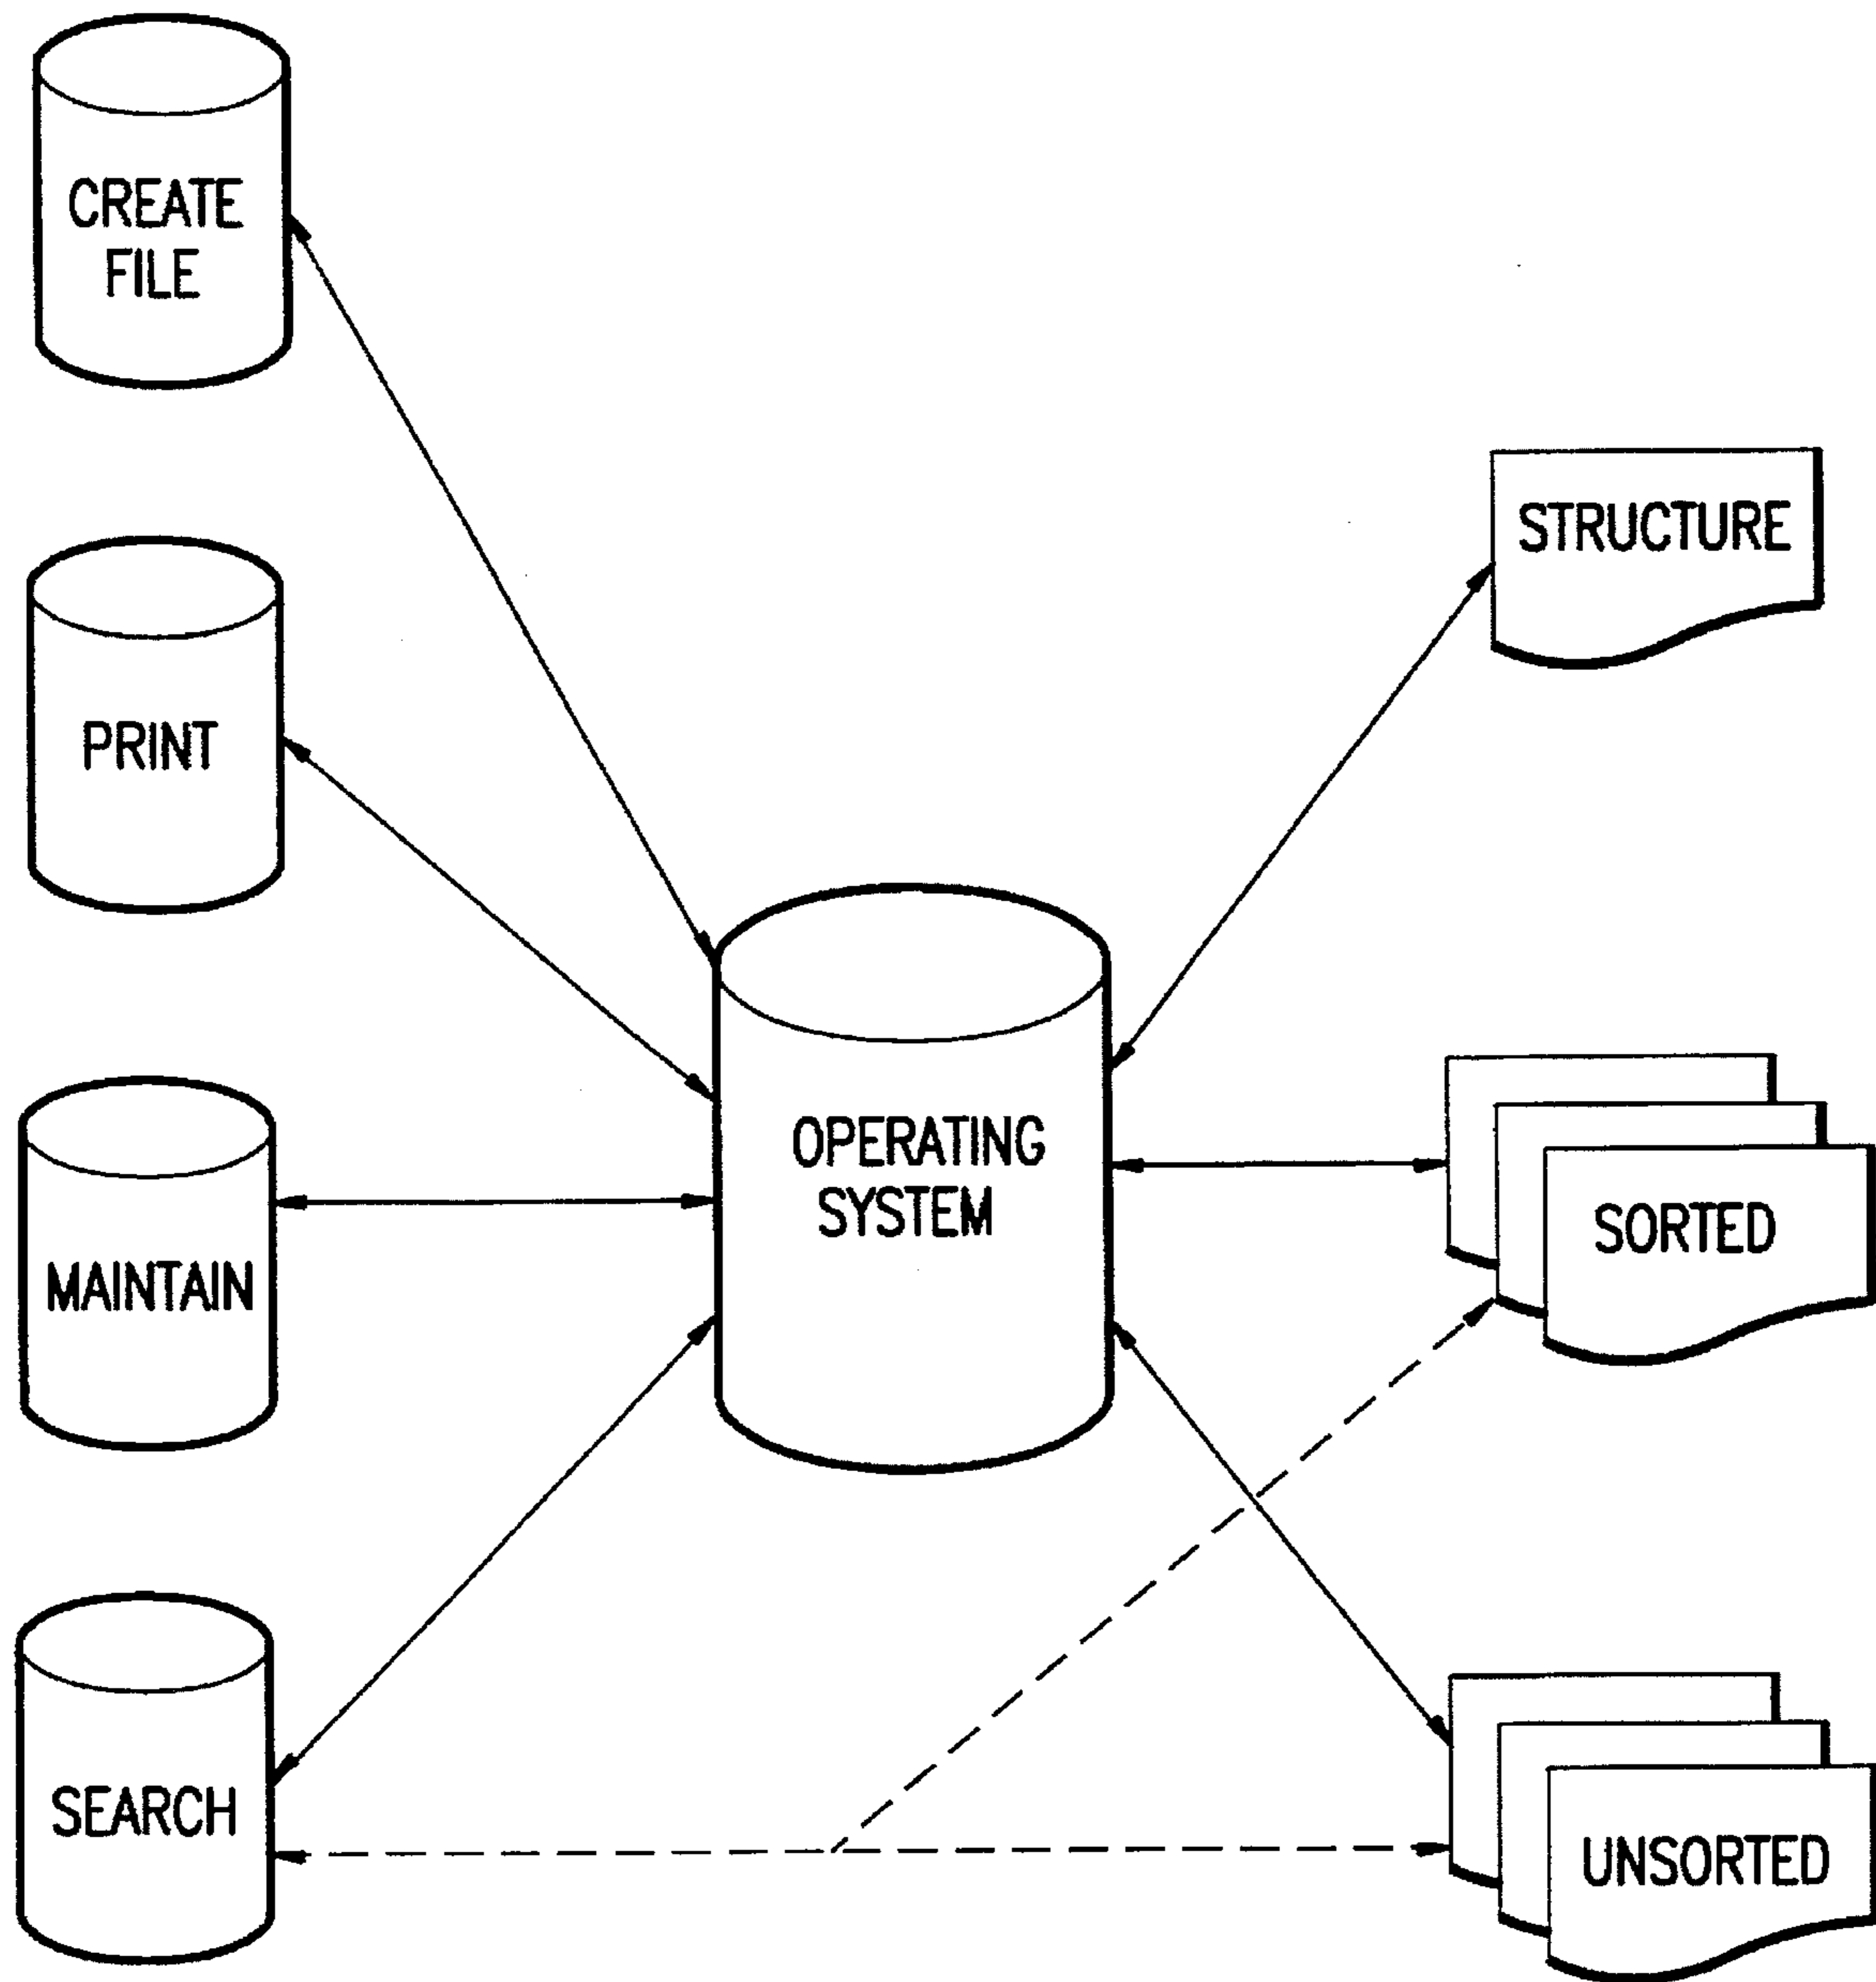 CREATE
FILE
STRUCTURE
PRINT
OPERATING
SYSTEM
SORTED
MAINTAIN
SEARCH
UNSORTED